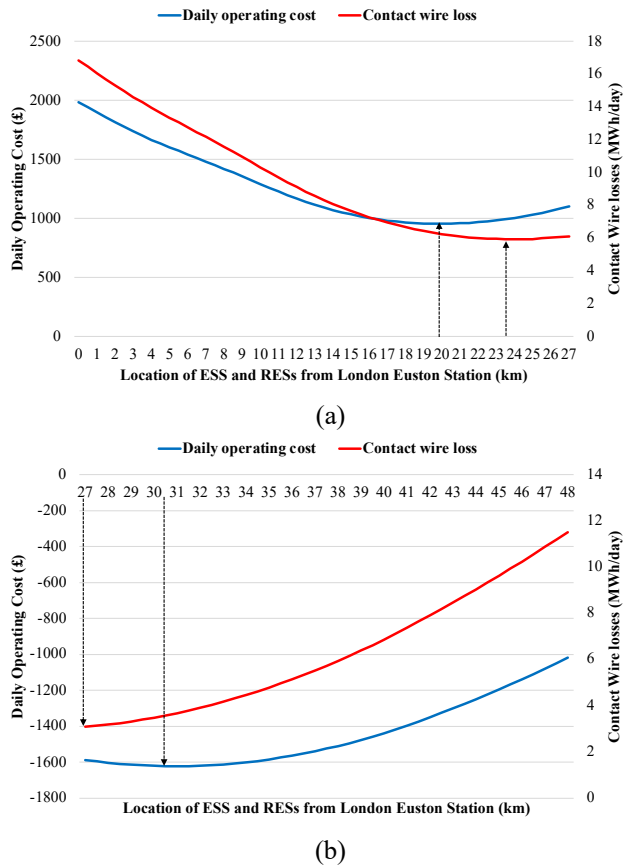 Daily operating cost Contact wire loss
2500
2000
1500
1000
500
0
18
16
14
12
10
8
6
4
2
0
Daily Operating Cost (£)
Contact Wire losses (MWh/day)
0 1 2 3 4 5 6 7 8 9 10 11 12 13 14 15 16 17 18 19 20 21 22 23 24 25 26 27
Location of ESS and RESs from London Euston Station (km)
(a)
Daily operating cost Contact wire loss
0
-200
-400
-600
-800
-1000
-1200
-1400
-1600
-1800
27 28 29 30 31 32 33 34 35 36 37 38 39 40 41 42 43 44 45 46 47 48
14
12
10
8
6
4
2
0
Daily Operating Cost (£)
Contact Wire losses (MWh/day)
Location of ESS and RESs from London Euston Station (km)
(b)